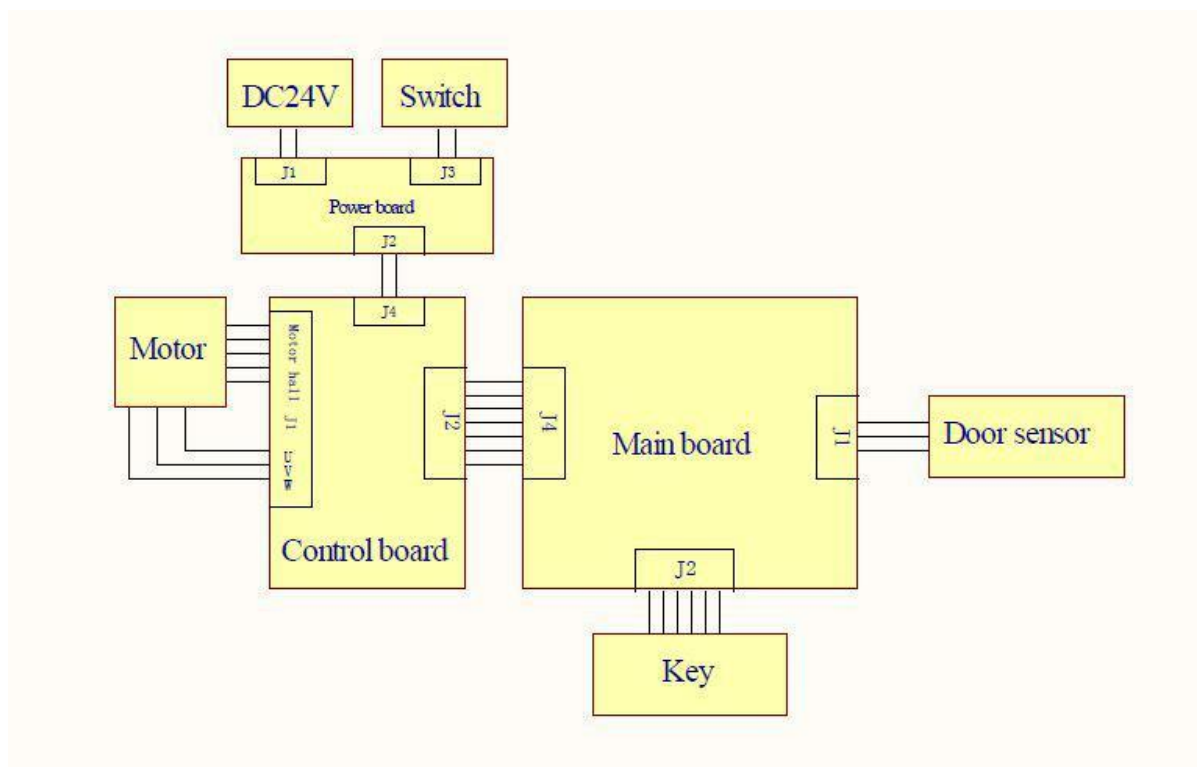 DC24V
Switch
J1
J3
Power board
J2
J4
Motor
Motor hall J1 UVW
J2
J4
Main board
J1
Door sensor
Control board
J2
Key